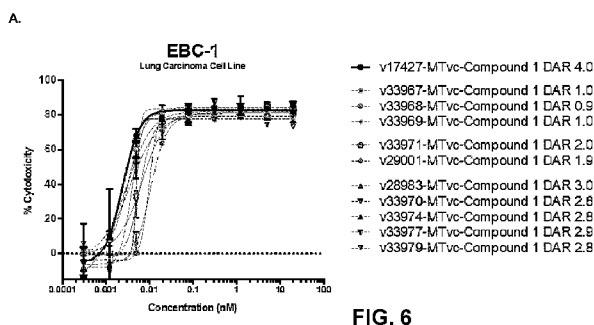 A.
EBC-1
Lung Carcinoma Cell Line
% Cytotoxicity
100
80
60
40
20
0
0.0001
0.001
0.01
0.1
1
10
100
Concentration (nM)
v17427-MTvc-Compound 1 DAR 4.0
v33967-MTvc-Compound 1 DAR 1.0
v33968-MTvc-Compound 1 DAR 0.9
v33969-MTvc-Compound 1 DAR 1.0
v33971-MTvc-Compound 1 DAR 2.0
v29001-MTvc-Compound 1 DAR 1.9
v28983-MTvc-Compound 1 DAR 3.0
v33970-MTvc-Compound 1 DAR 2.8
v33974-MTvc-Compound 1 DAR 2.8
v33977-MTvc-Compound 1 DAR 2.9
v33979-MTvc-Compound 1 DAR 2.8
FIG. 6